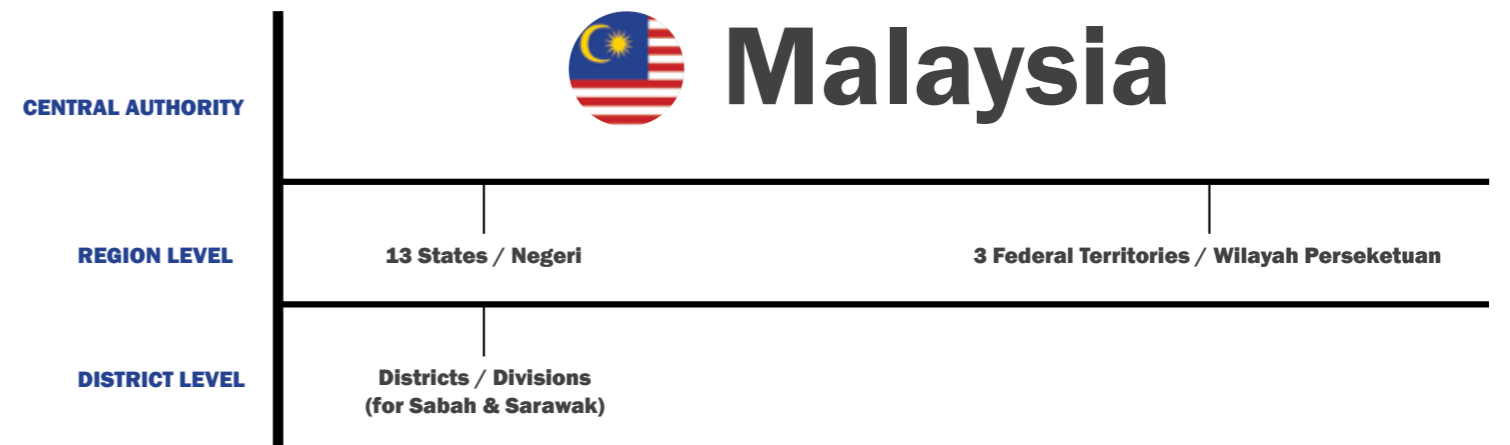 CENTRAL AUTHORITY
Malaysia
REGION LEVEL
13 States / Negeri
3 Federal Territories / Wilayah Perseketuan
DISTRICT LEVEL
Districts / Divisions
(for Sabah & Sarawak)